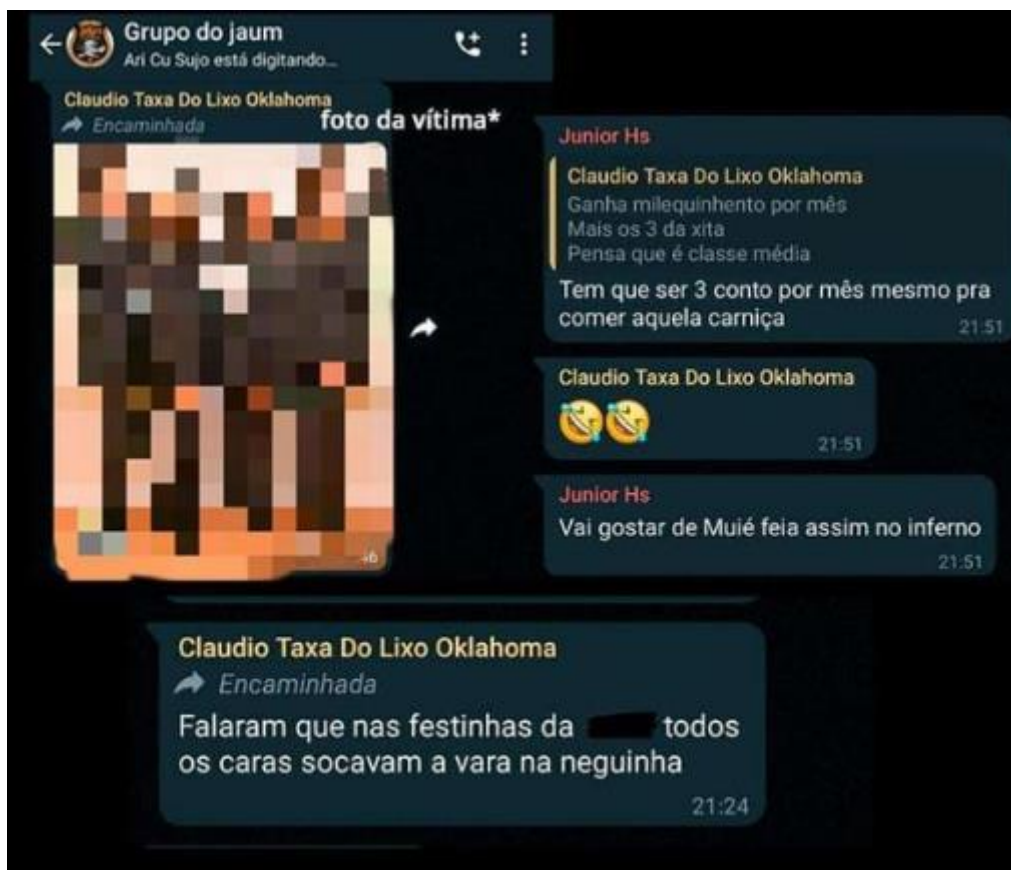 Grupo do jaum
Ari Cu Sujo está digitando...
Claudio Taxa Do Lixo Oklahoma
Encaminhada
foto da vítima*
Junior Hs
Claudio Taxa Do Lixo Oklahoma
Ganha milequinhento por mês
Mais os 3 da xita
Pensa que é classe média
Tem que ser 3 conto por mês mesmo pra
comer aquela carniça
21:51
Claudio Taxa Do Lixo Oklahoma
🤣🤣
21:51
Junior Hs
Vai gostar de Muié feia assim no inferno
21:51
Claudio Taxa Do Lixo Oklahoma
Encaminhada
Falaram que nas festinhas da todos
os caras socavam a vara na neguinha
21:24